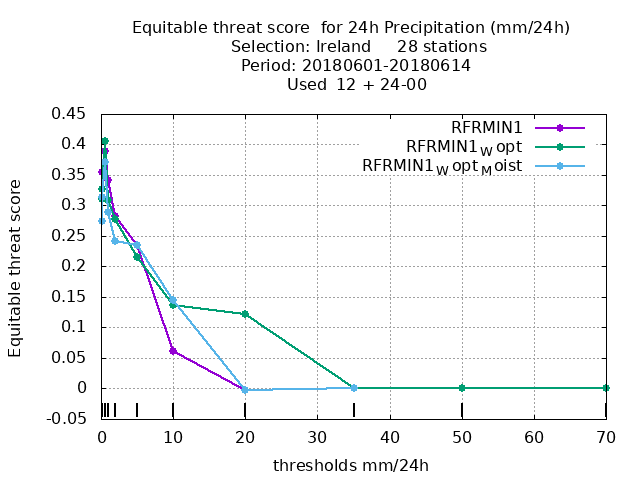 Equitable threat score  for 24h Precipitation (mm/24h)
Selection: Ireland     28 stations
Period: 20180601-20180614
Used  12 + 24-00
RFRMIN1
RFRMIN1Wopt
RFRMIN1WoptMoist
Equitable threat score
0.45
0.4
0.35
0.3
0.25
0.2
0.15
0.1
0.05
0
-0.05
0 10 20 30 40 50 60 70
thresholds mm/24h